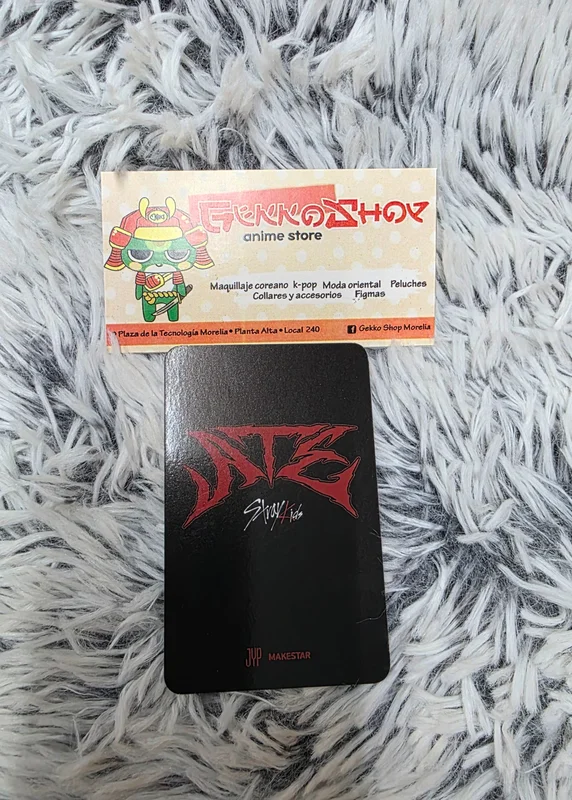 GEKKOSHOP
anime store
Maquillaje coreano k-pop Moda oriental Peluches
Collares y accesorios Figmas
Plaza de la Tecnología Morelia • Planta Alta • Local 240
Gekko Shop Morelia
ATE
Stray Kids
JYP MAKESTAR